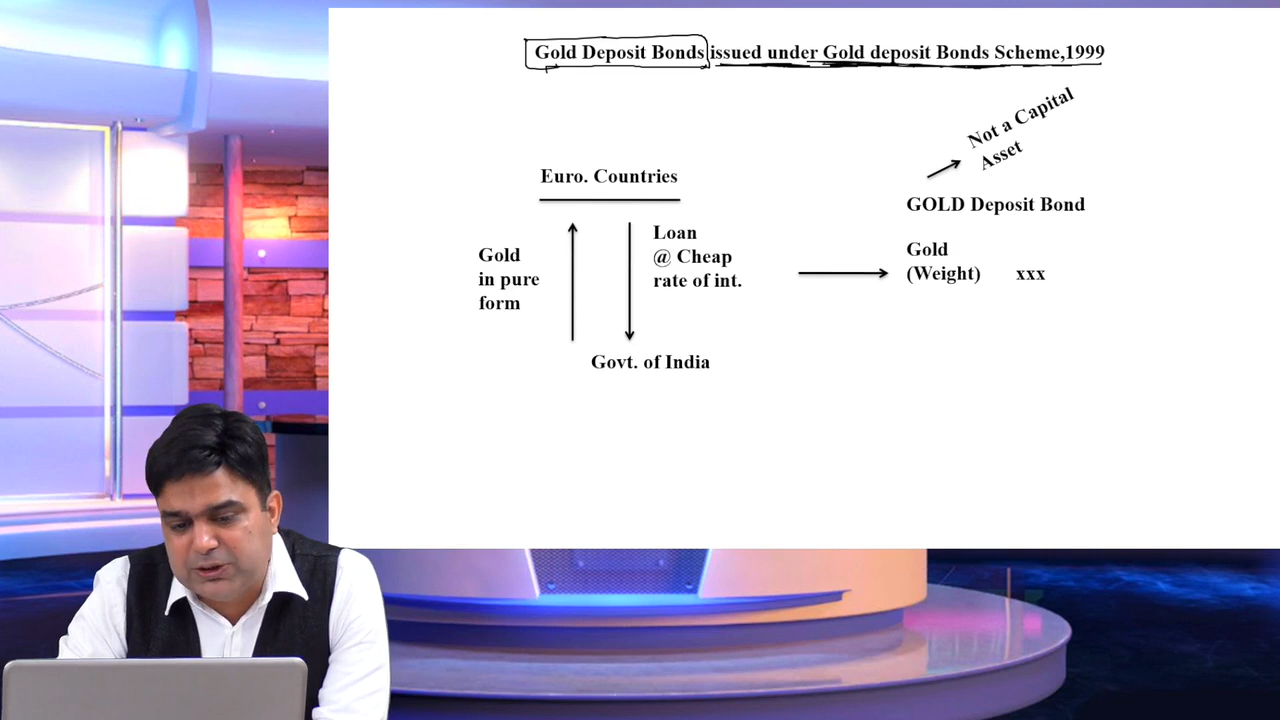 Gold Deposit Bonds issued under Gold deposit Bonds Scheme,1999
Not a Capital
Asset
Euro. Countries
GOLD Deposit Bond
Gold
in pure
form
Loan
@ Cheap
rate of int.
Gold
(Weight) xxx
Govt. of India